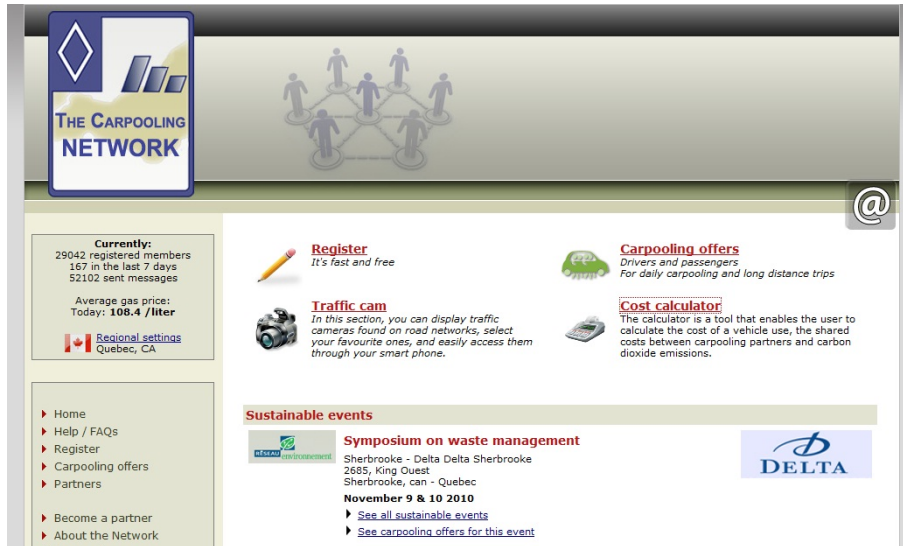 THE CARPOOLING
NETWORK
@
Currently:
29042 registered members
167 in the last 7 days
52102 sent messages
Average gas price:
Today: 108.4 /liter
Regional settings
Quebec, CA
Home
Help / FAQs
Register
Carpooling offers
Partners
Become a partner
About the Network
Register
It's fast and free
Carpooling offers
Drivers and passengers
For daily carpooling and long distance trips
Traffic cam
In this section, you can display traffic
cameras found on road networks, select
your favourite ones, and easily access them
through your smart phone.
Cost calculator
The calculator is a tool that enables the user to
calculate the cost of a vehicle use, the shared
costs between carpooling partners and carbon
dioxide emissions.
Sustainable events
RÉSEAU environnement
Symposium on waste management
Sherbrooke - Delta Delta Sherbrooke
2685, King Ouest
Sherbrooke, can - Quebec
November 9 & 10 2010
See all sustainable events
See carpooling offers for this event
DELTA